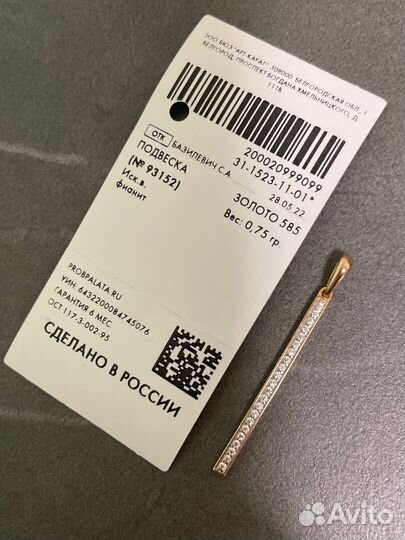 ООО БЮЗ "АРТ-КАРАТ" 308000 БЕЛГОРОДСКАЯ ОБЛ., Г
БЕЛГОРОД, ПРОСПЕКТ БОГДАНА ХМЕЛЬНИЦКОГО, Д
111В
200020999099
31-1523-11-01*
28.05.22
ОТК БАЗИЛЕВИЧ С.А
ПОДВЕСКА
(№ 93152)
Иск.в.
фианит
ЗОЛОТО 585
Вес: 0,75 гр.
PROBPALATA.RU
УИН: 6432200084745076
ГАРАНТИЯ 6 МЕС.
ОСТ 117-3-002-95
СДЕЛАНО В РОССИИ
Avito